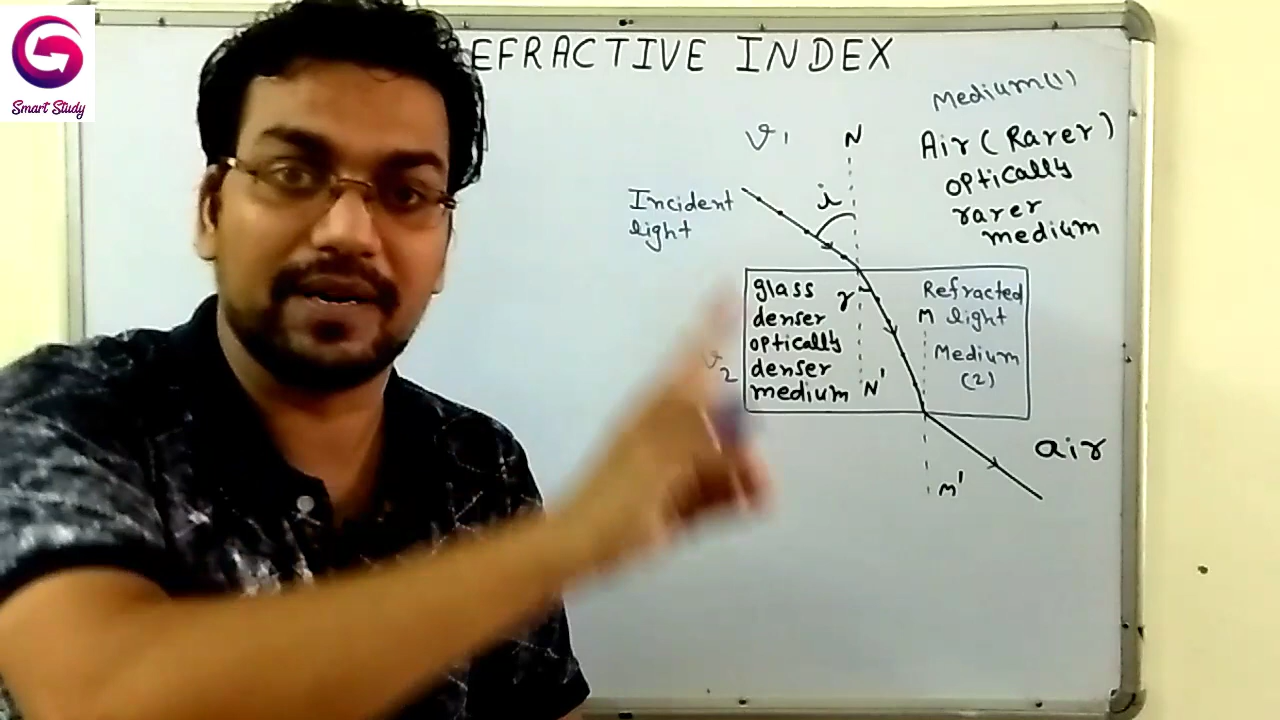 Smart Study
EFRACTIVE INDEX
Medium(1)
Air (Rarer)
optically
rarer
medium
v1
N
i
Incident
light
glass
denser
optically
denser
medium
r
N'
Refracted
light
M
Medium
(2)
v2
air
M'